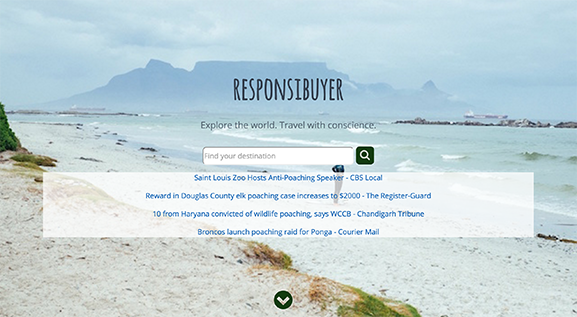 RESPONSIBUYER
Explore the world. Travel with conscience.
Find your destination
Saint Louis Zoo Hosts Anti-Poaching Speaker - CBS Local
Reward in Douglas County elk poaching case increases to $2000 - The Register-Guard
10 from Haryana convicted of wildlife poaching, says WCCB - Chandigarh Tribune
Broncos launch poaching raid for Ponga - Courier Mail